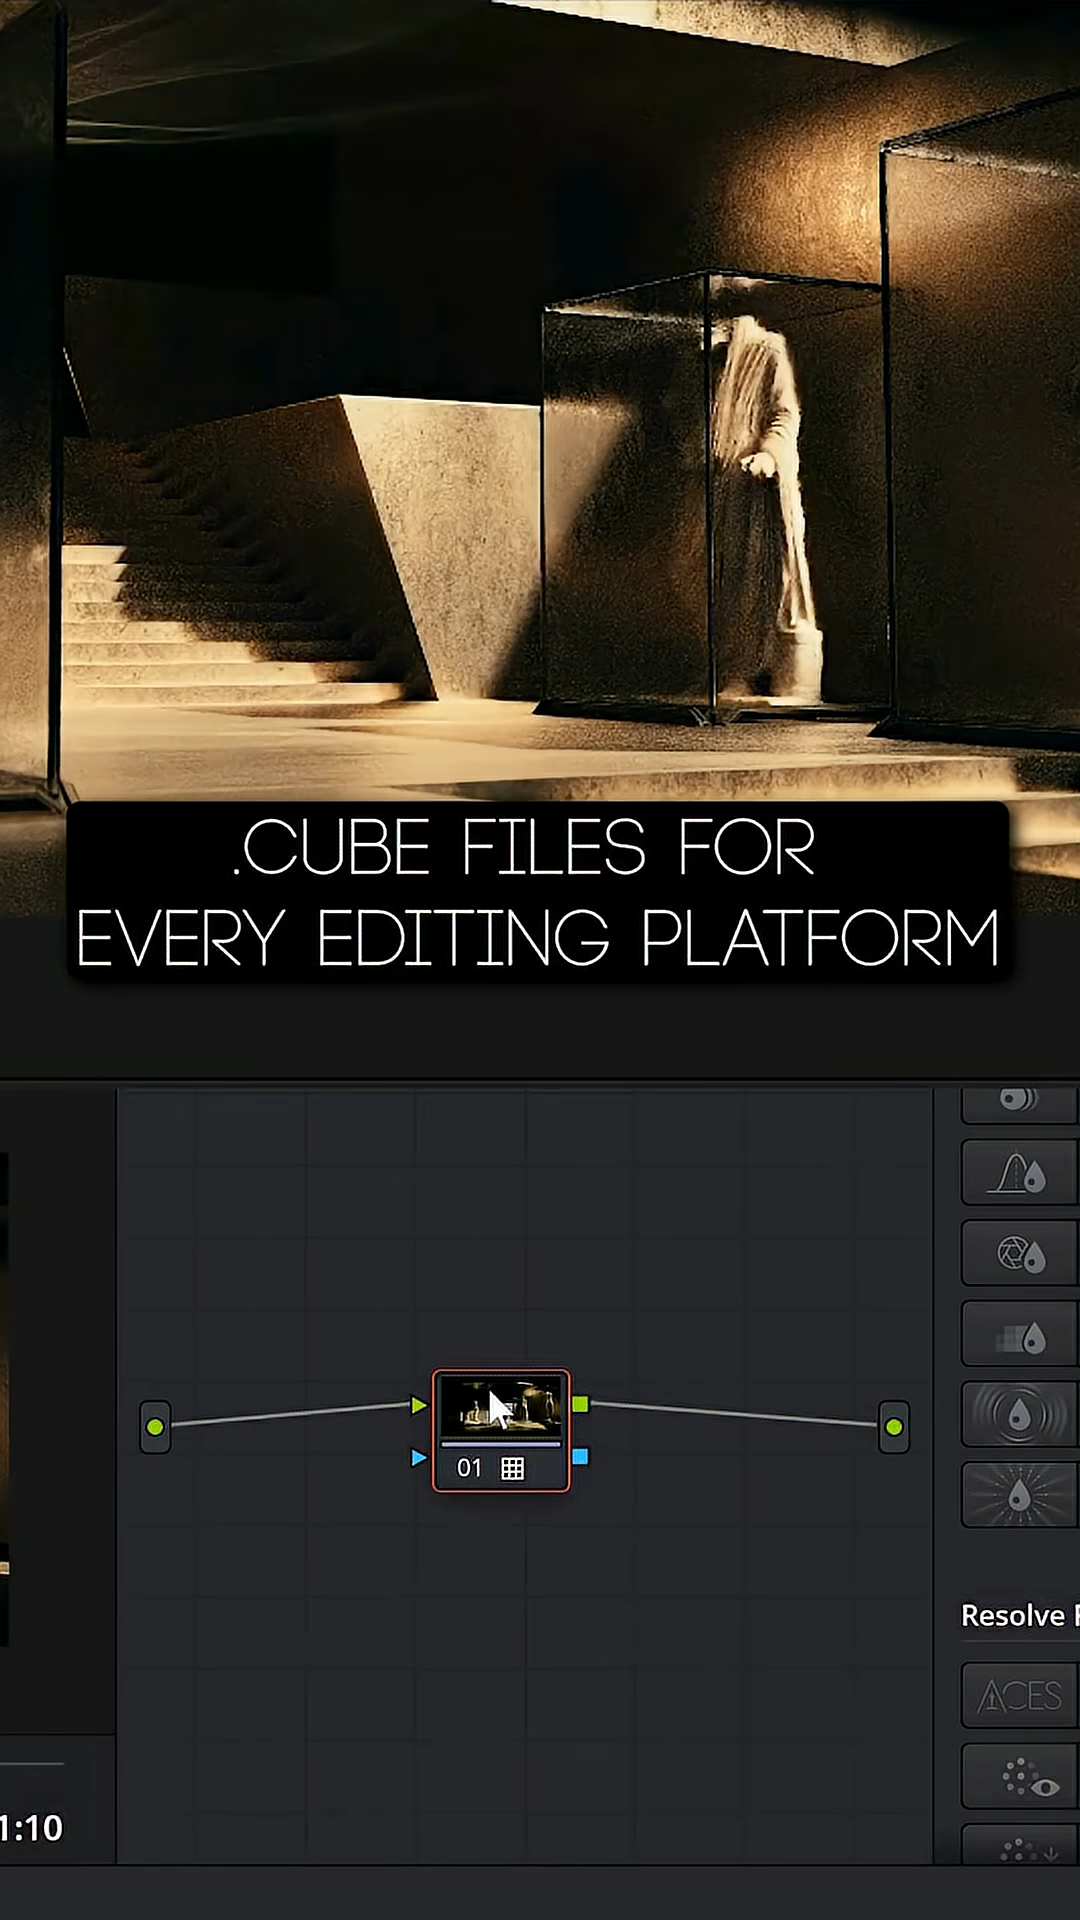 .CUBE FILES FOR
EVERY EDITING PLATFORM
01
Resolve
ACES
1:10